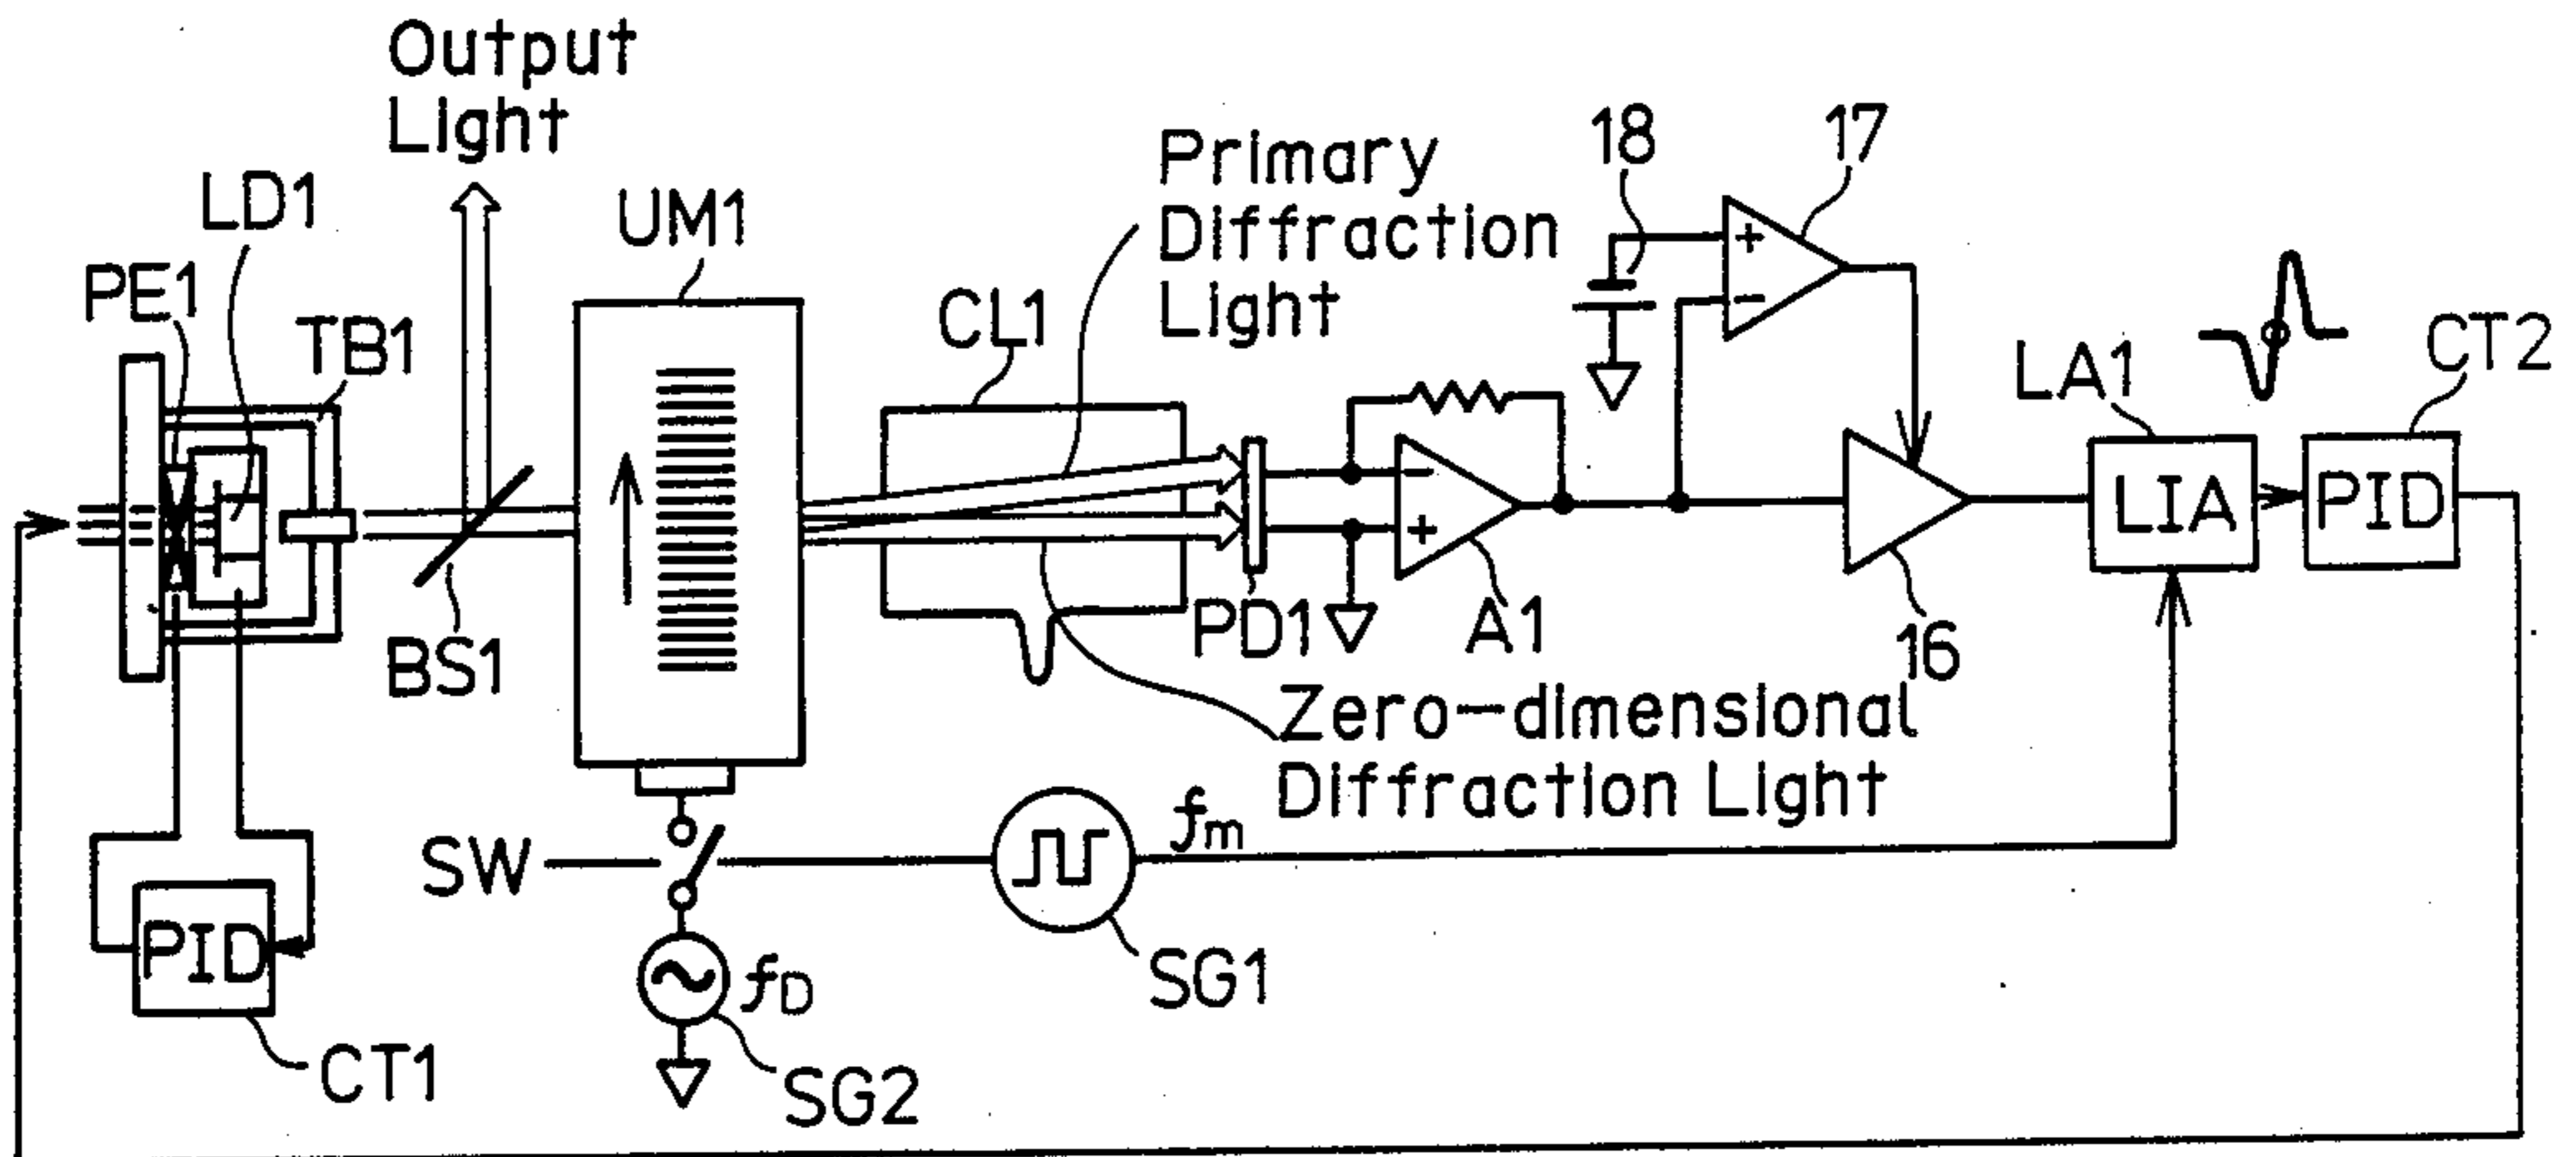 Output
Light
LD1
PE1
TB1
UM1
BS1
CL1
Primary
Diffraction
Light
18
17
+
-
LA1
CT2
LIA
PID
-
+
PD1
A1
16
Zero-dimensional
Diffraction Light
SW
fm
SG1
PID
fD
CT1
SG2